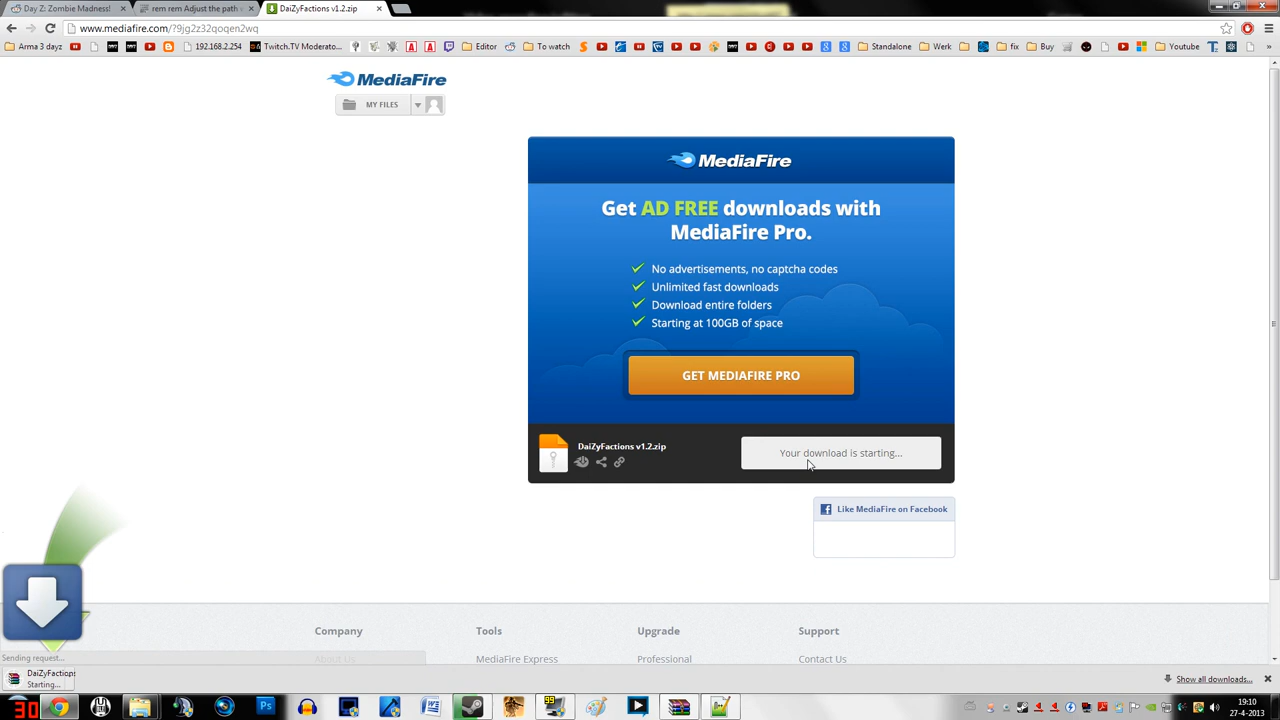 Day Z: Zombie Madness!
rem rem Adjust the path
DaiZyFactions v1.2.zip
www.mediafire.com/?9jg2z32qoqen2wq
Arma 3 dayz
192.168.2.254
Twitch.TV Moderato...
Editor
To watch
Standalone
Werk
fix
Buy
Youtube
MediaFire
MY FILES
MediaFire
Get AD FREE downloads with
MediaFire Pro.
No advertisements, no captcha codes
Unlimited fast downloads
Download entire folders
Starting at 100GB of space
GET MEDIAFIRE PRO
DaiZyFactions v1.2.zip
Your download is starting...
Like MediaFire on Facebook
Company
Tools
Upgrade
Support
About Us
MediaFire Express
Professional
Contact Us
Sending request...
DaiZyFactions
Starting...
Show all downloads...
30
19:10
27-4-2013